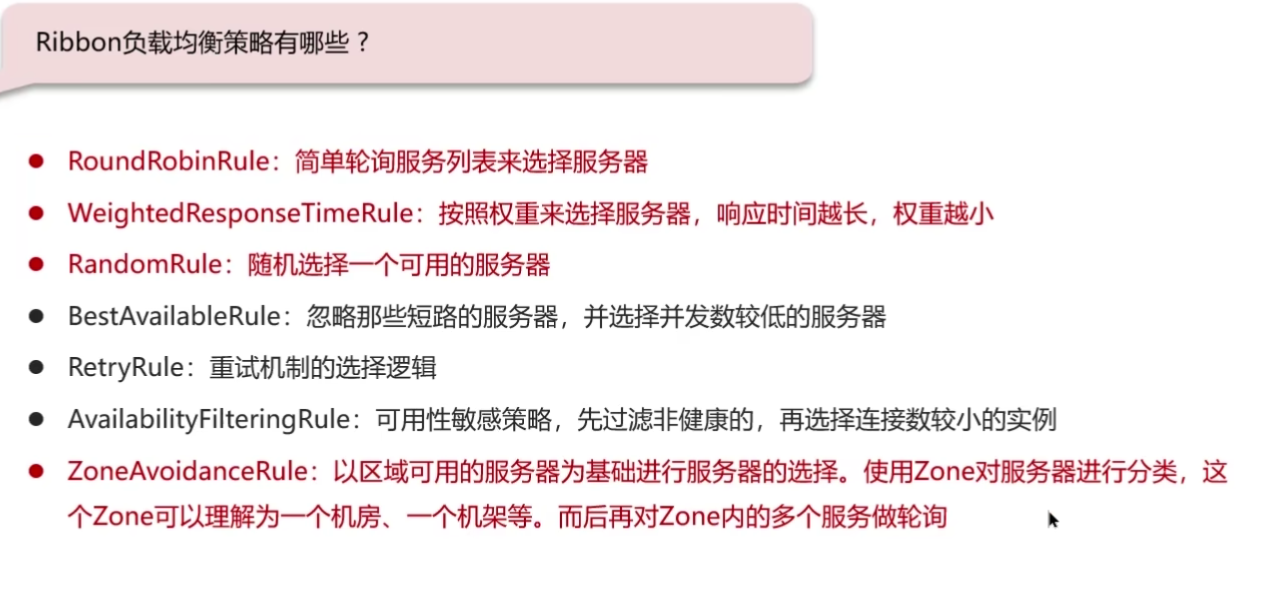 Ribbon负载均衡策略有哪些？
RoundRobinRule：简单轮询服务列表来选择服务器
WeightedResponseTimeRule：按照权重来选择服务器，响应时间越长，权重越小
RandomRule：随机选择一个可用的服务器
BestAvailableRule：忽略那些短路的服务器，并选择并发数较低的服务器
RetryRule：重试机制的选择逻辑
AvailabilityFilteringRule：可用性敏感策略，先过滤非健康的，再选择连接数较小的实例
ZoneAvoidanceRule：以区域可用的服务器为基础进行服务器的选择。使用Zone对服务器进行分类，这
个Zone可以理解为一个机房、一个机架等。而后再对Zone内的多个服务做轮询